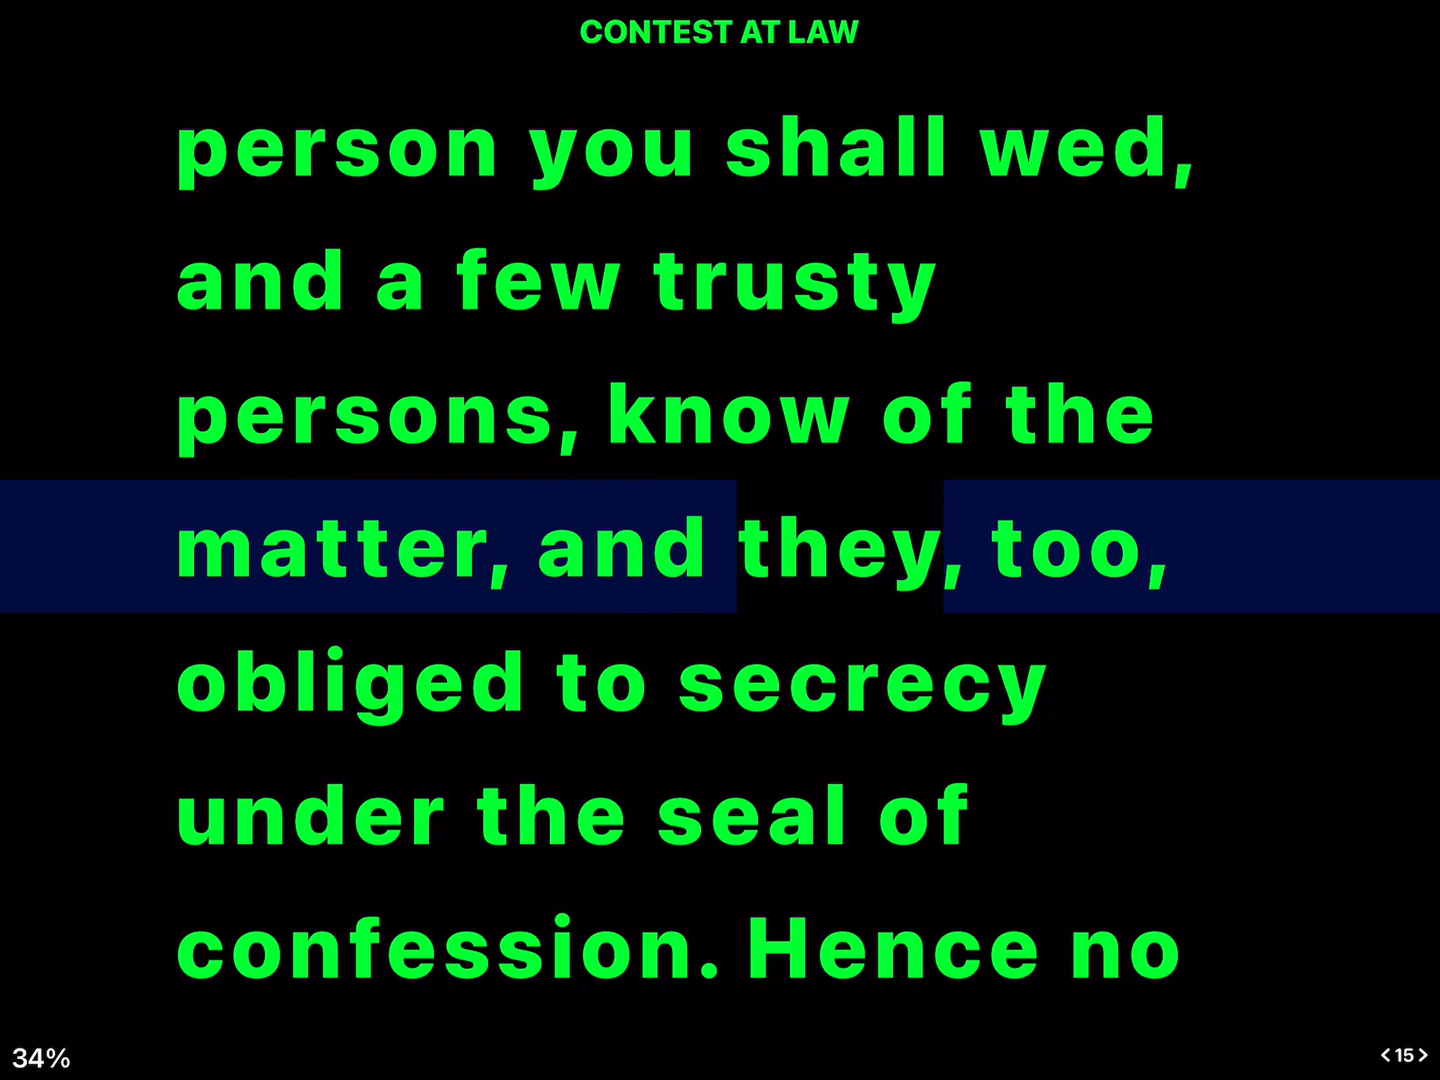 CONTEST AT LAW
person you shall wed,
and a few trusty
persons, know of the
matter, and they, too,
obliged to secrecy
under the seal of
confession. Hence no
34%
<15>